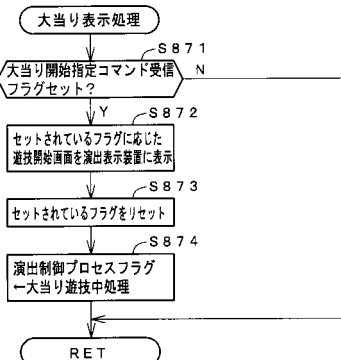 大当り表示処理
S871
大当り開始指定コマンド受信
フラグセット?
N
Y
S872
セットされているフラグに応じた
遊技開始画面を演出表示装置に表示
S873
セットされているフラグをリセット
S874
演出制御プロセスフラグ
←大当り遊技中処理
RET